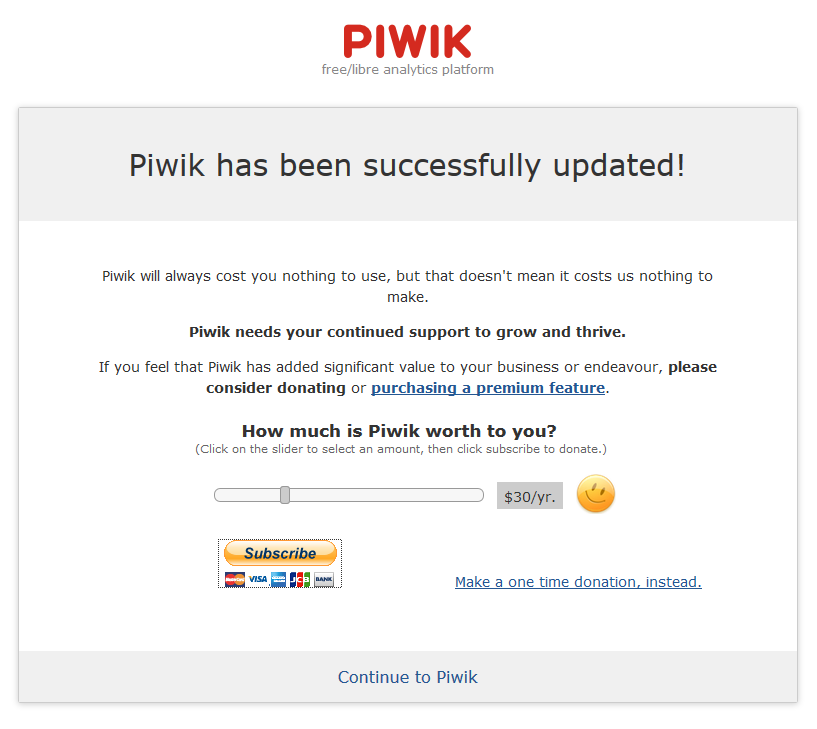 PIWIK
free/libre analytics platform
Piwik has been successfully updated!
Piwik will always cost you nothing to use, but that doesn't mean it costs us nothing to
make.
Piwik needs your continued support to grow and thrive.
If you feel that Piwik has added significant value to your business or endeavour, please
consider donating or purchasing a premium feature.
How much is Piwik worth to you?
(Click on the slider to select an amount, then click subscribe to donate.)
$30/yr.
Subscribe
MasterCard VISA JCB BANK
Make a one time donation, instead.
Continue to Piwik